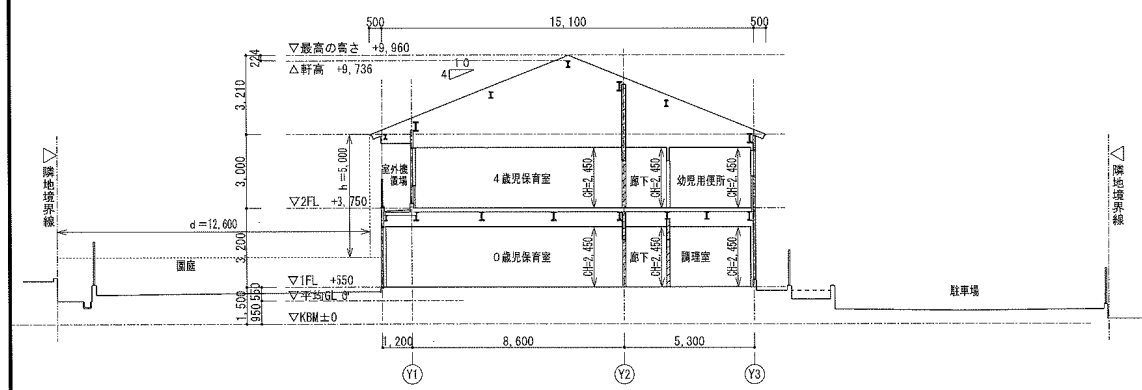 500
15,100
500
▽最高の高さ +9,960
△軒高 +9,736
10
4
224
3,210
3,000
3,200
550
1,500
950
h=5,000
室外機
置場
4歳児保育室
CH=2,450
廊下
CH=2,450
幼児用便所
CH=2,450
▽隣地境界線
▽隣地境界線
▽2FL +3,750
d=12,600
園庭
0歳児保育室
CH=2,450
廊下
CH=2,450
調理室
CH=2,450
▽1FL +550
▽平均GL 0
▽KBM±0
駐車場
1,200
8,600
5,300
Y1
Y2
Y3